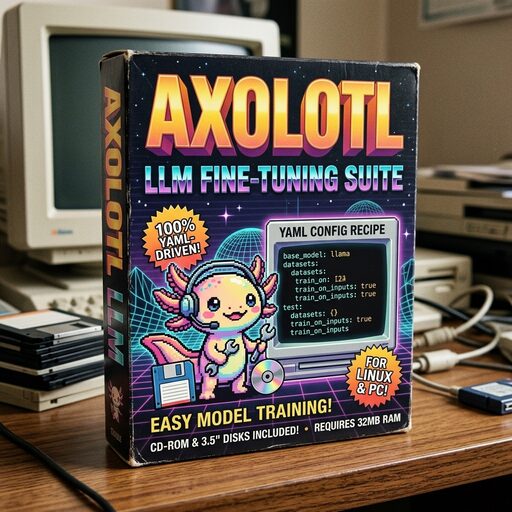 AXOLOTL
LLM FINE-TUNING SUITE
100%
YAML-
DRIVEN!
YAML CONFIG RECIPE
base_model: llama
datasets:
datasets:
train_on: [2å
train_on_inputs: true
train_on_inputs: true
test:
datasets: {}
train_on_inputs: true
train_on_inputs
FOR
LINUX
& PC!
EASY MODEL TRAINING!
CD-ROM & 3.5" DISKS INCLUDED! • REQUIRES 32MB RAM
AXOLOTL LLM